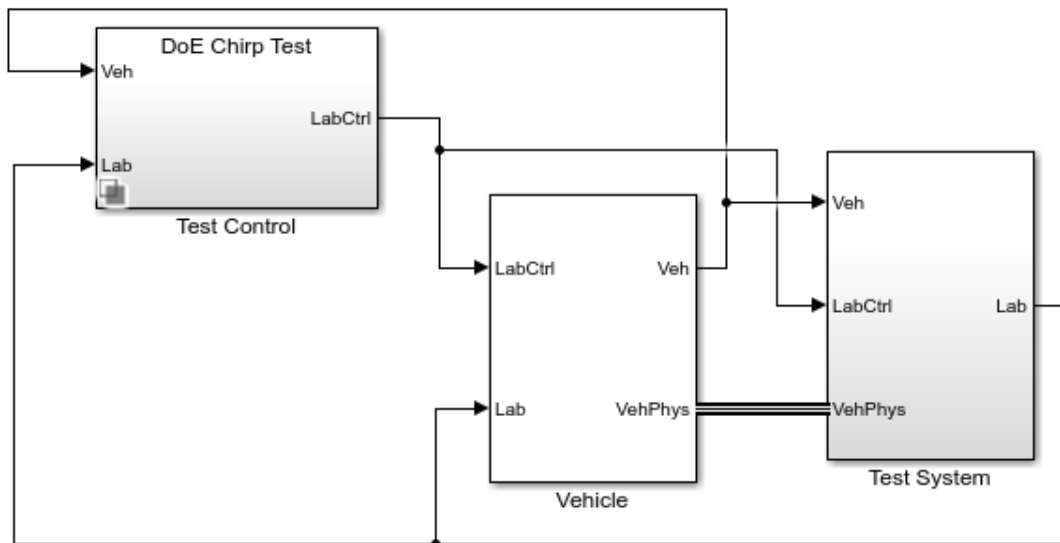 DoE Chirp Test
Veh
LabCtrl
Lab
Test Control
Veh
LabCtrl
Veh
LabCtrl
Lab
Lab
VehPhys
VehPhys
Test System
Vehicle